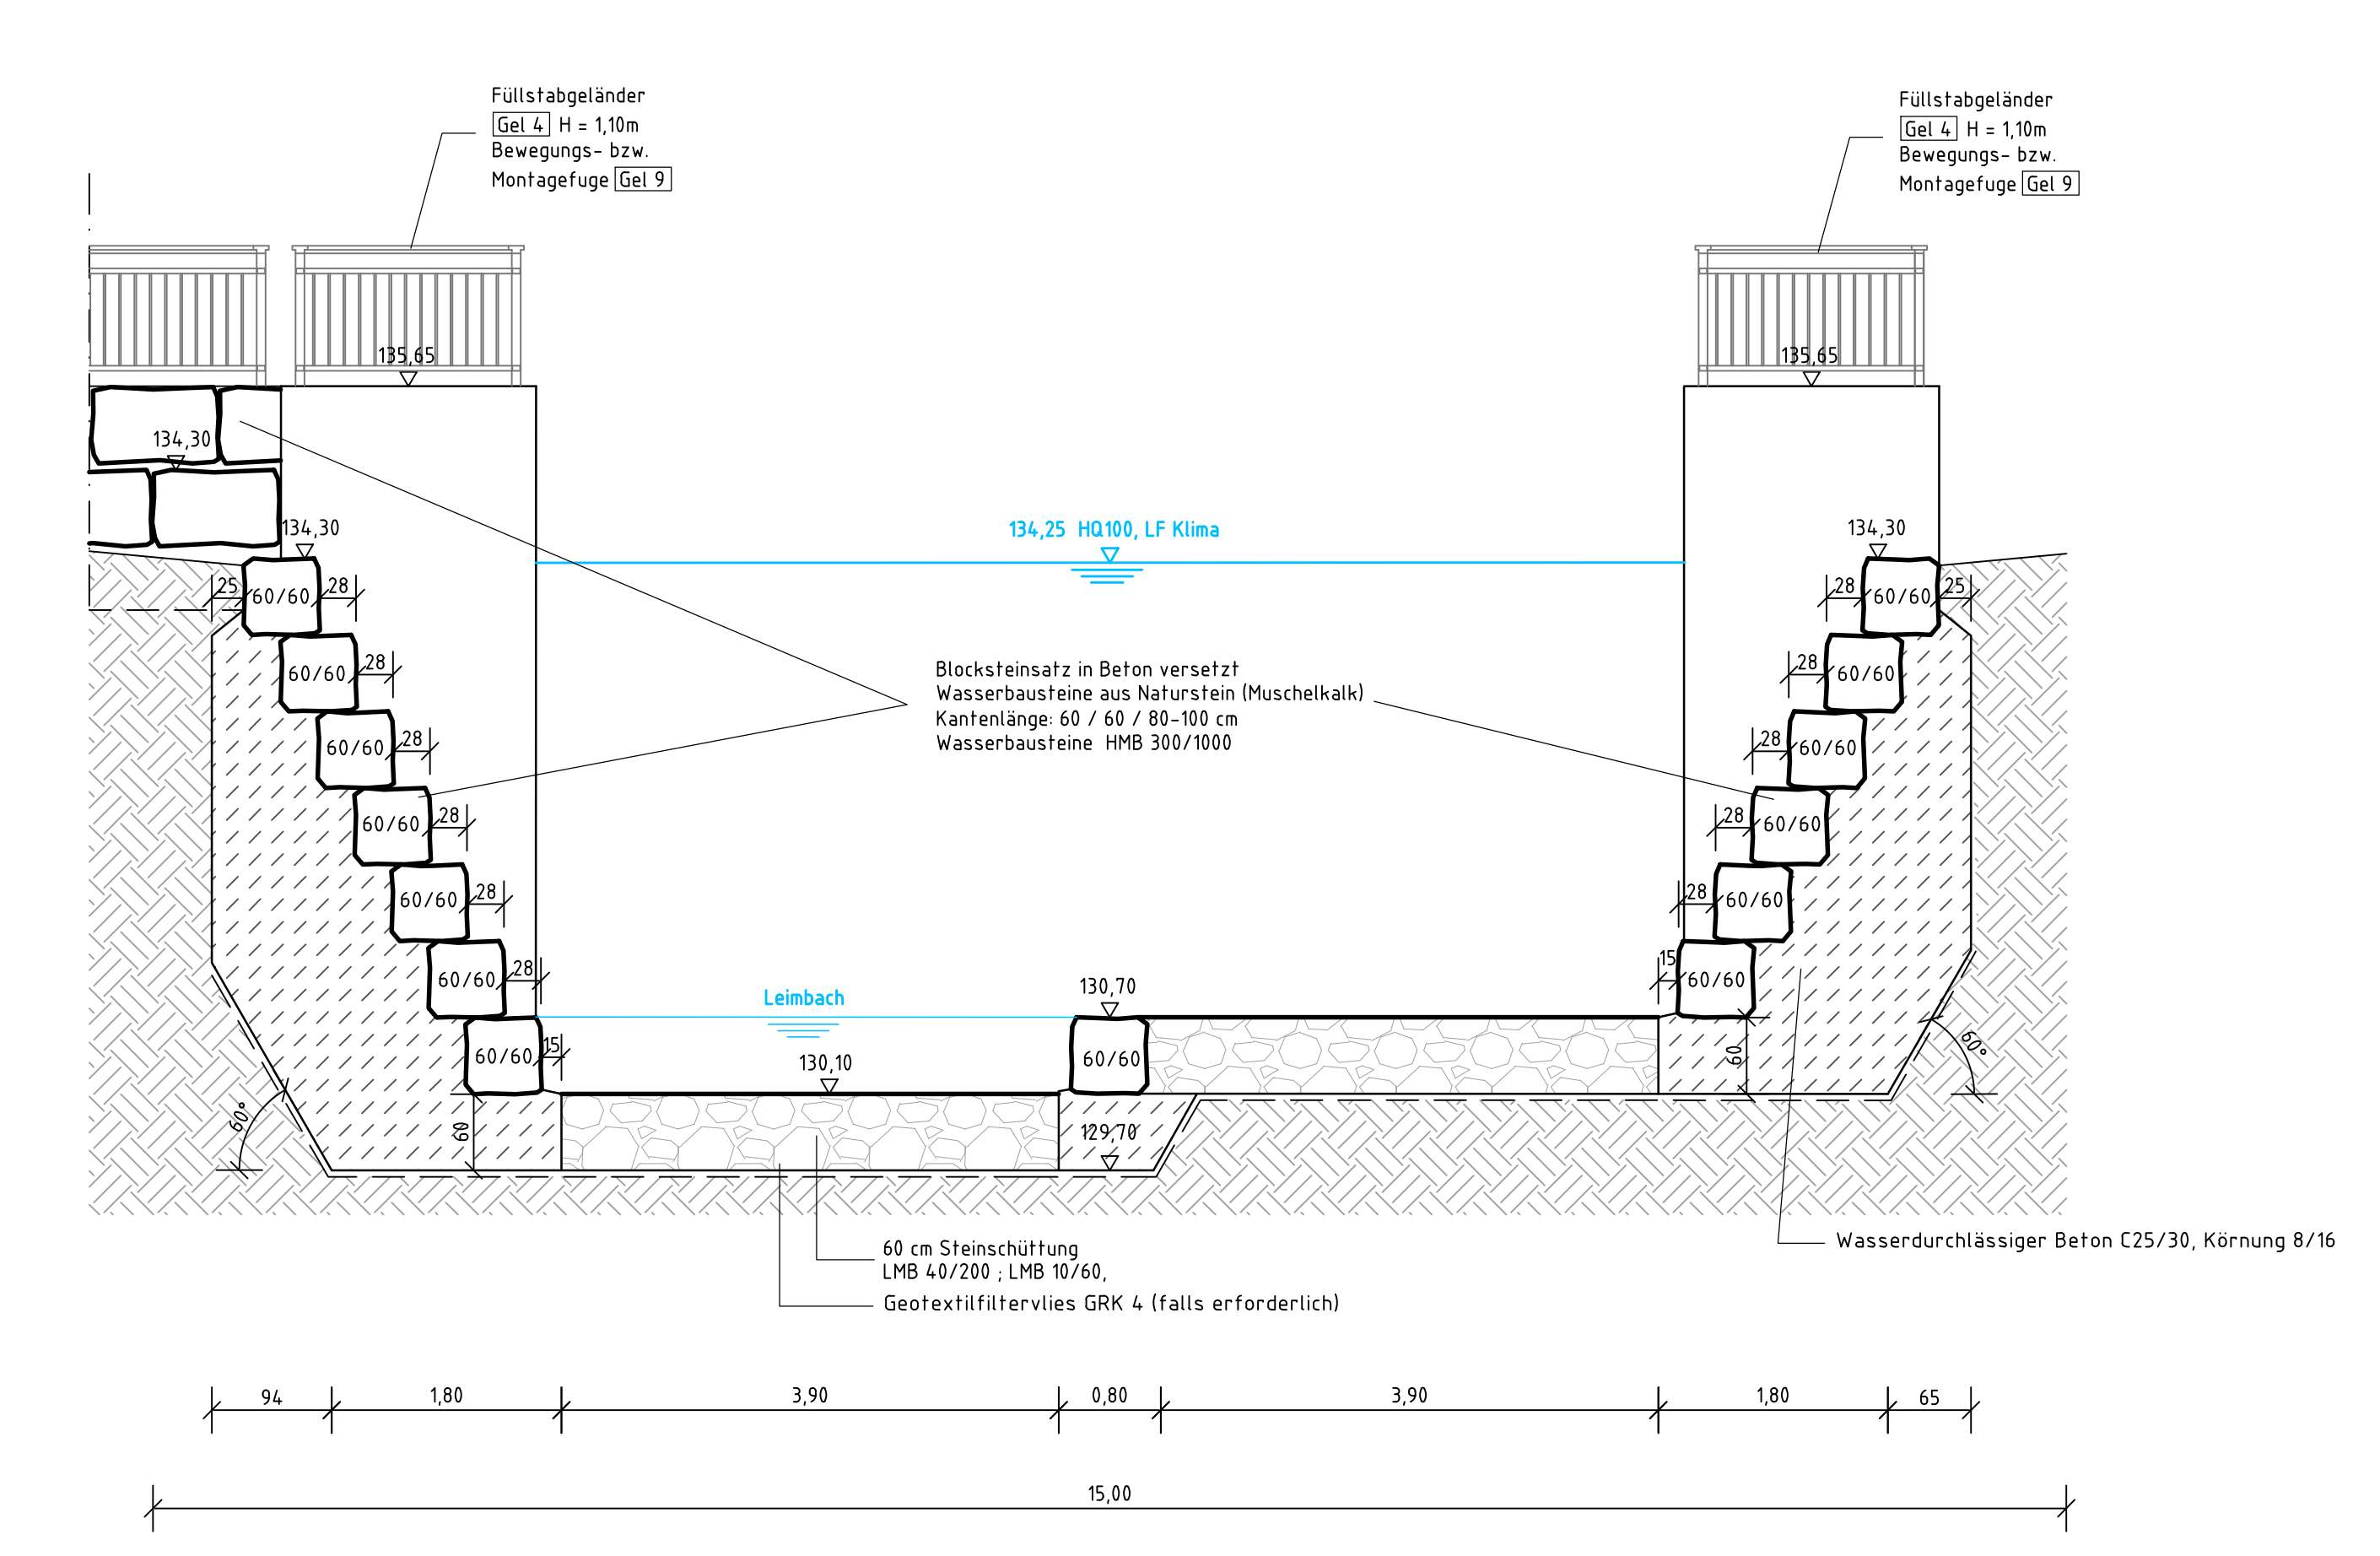 Füllstabgeländer
Gel 4 H = 1,10m
Bewegungs- bzw.
Montagefuge Gel 9
Füllstabgeländer
Gel 4 H = 1,10m
Bewegungs- bzw.
Montagefuge Gel 9
135,65
135,65
134,30
134,30
134,25 HQ100, LF Klima
134,30
25
60/60
28
28
60/60
25
60/60
28
28
60/60
Blocksteinsatz in Beton versetzt
Wasserbausteine aus Naturstein (Muschelkalk)
Kantenlänge: 60 / 60 / 80-100 cm
Wasserbausteine HMB 300/1000
60/60
28
28
60/60
60/60
28
28
60/60
60/60
28
28
60/60
60/60
28
15
60/60
Leimbach
130,70
60/60
15
130,10
60/60
60
60°
60°
60
129,70
60 cm Steinschüttung
LMB 40/200 ; LMB 10/60,
Geotextilfiltervlies GRK 4 (falls erforderlich)
Wasserdurchlässiger Beton C25/30, Körnung 8/16
94
1,80
3,90
0,80
3,90
1,80
65
15,00